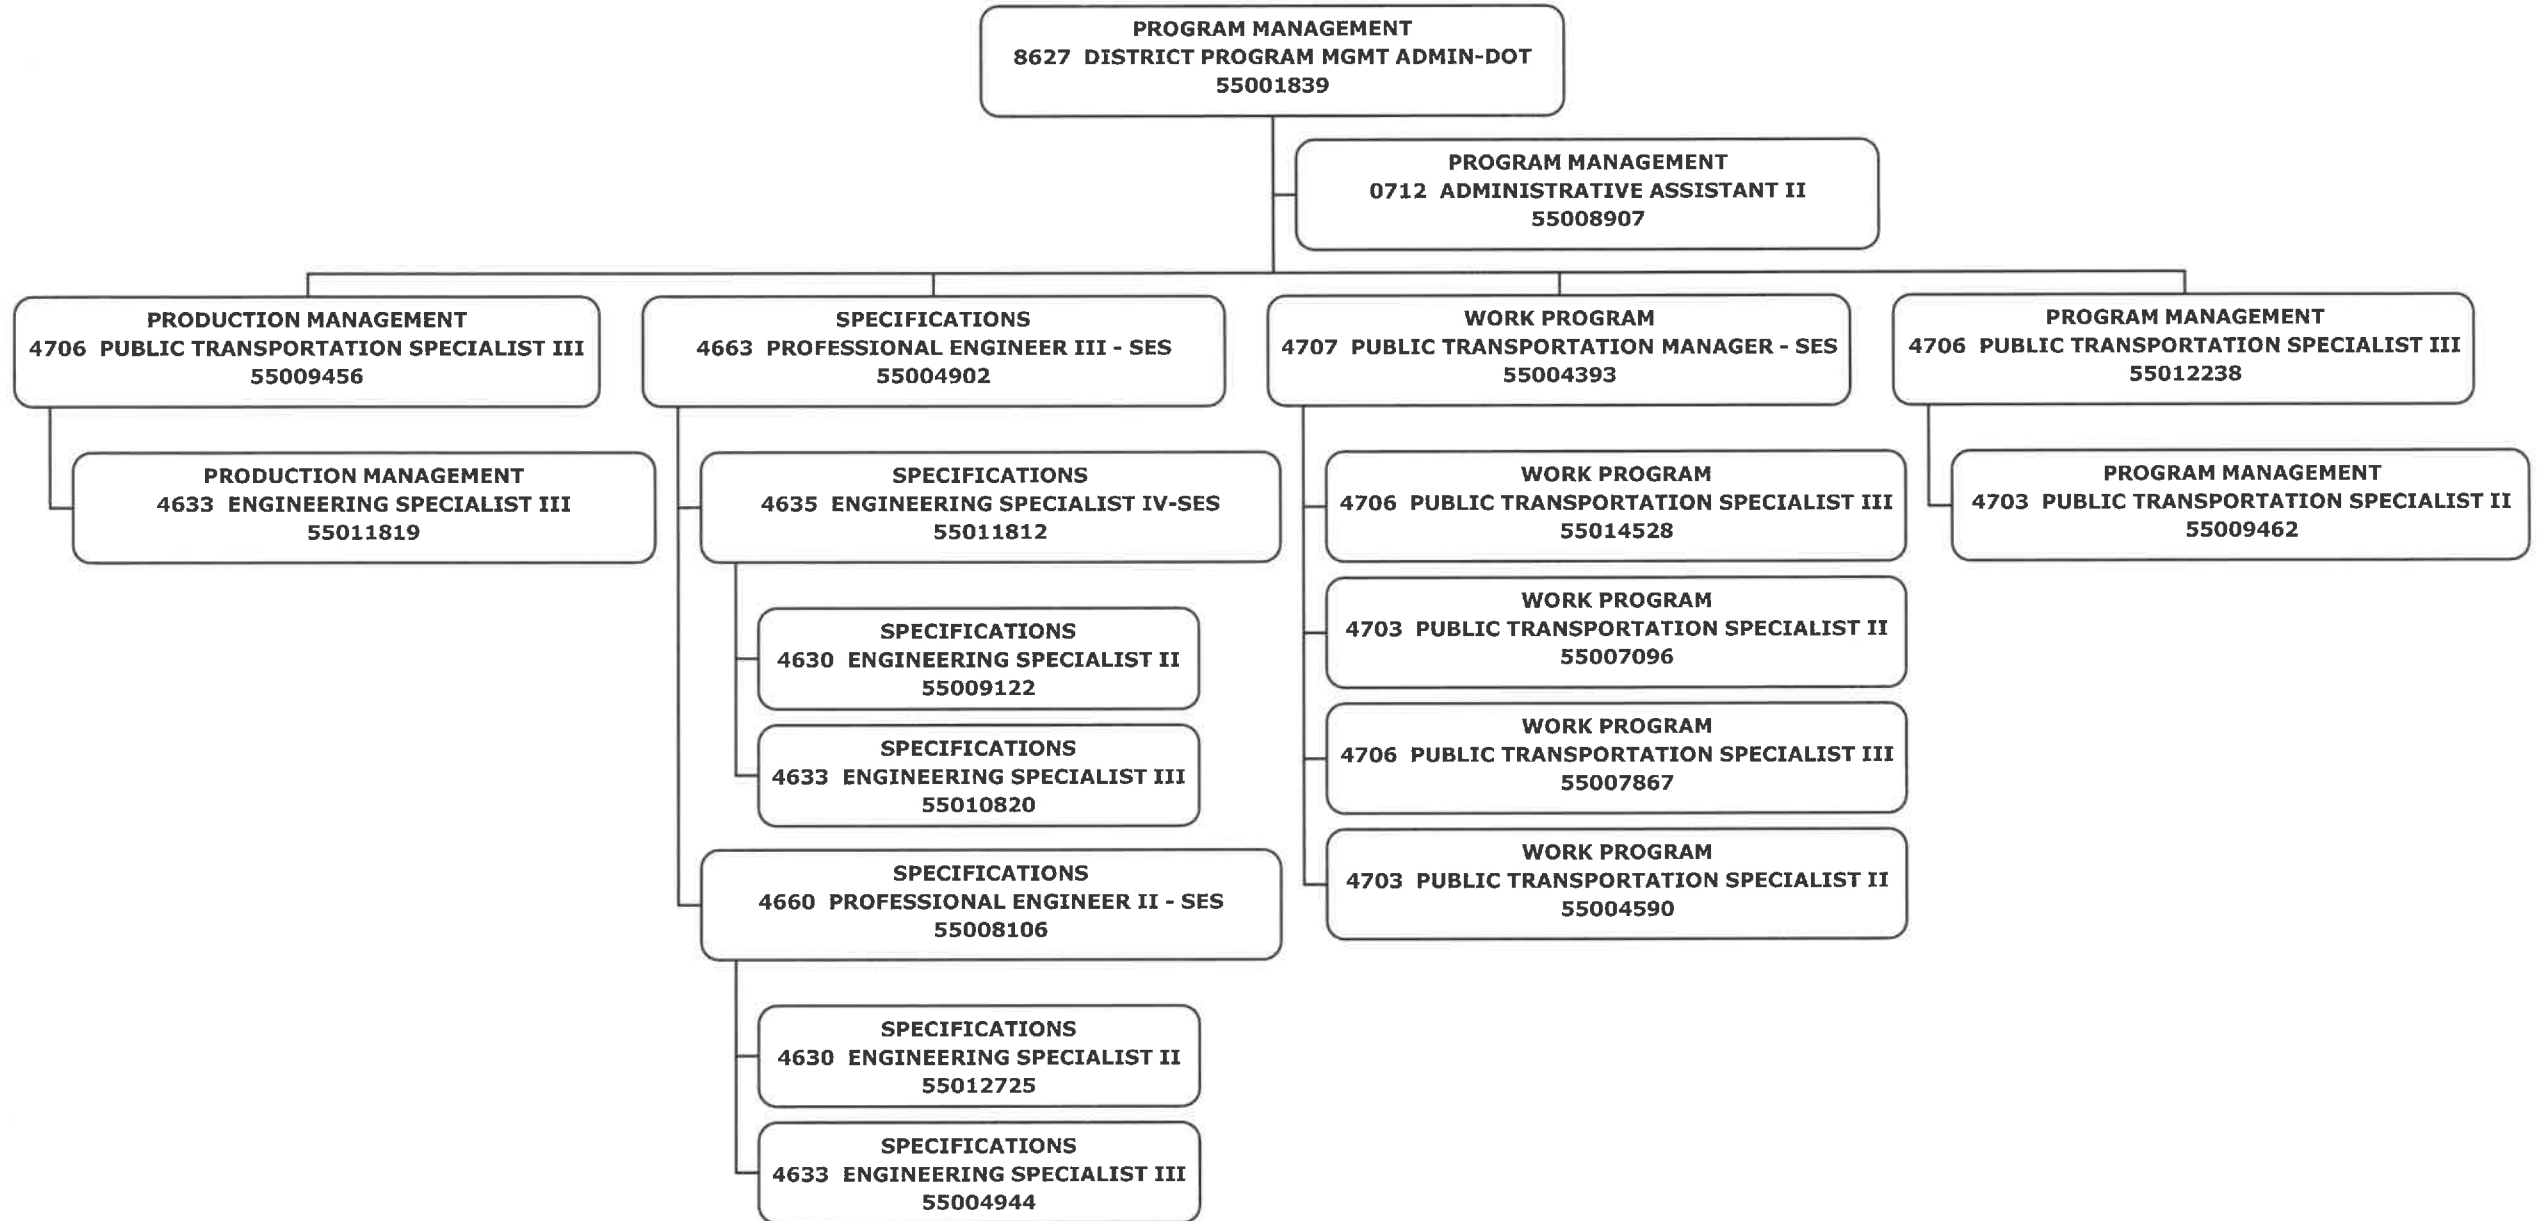 PROGRAM MANAGEMENT
8627 DISTRICT PROGRAM MGMT ADMIN-DOT
55001839
PROGRAM MANAGEMENT
0712 ADMINISTRATIVE ASSISTANT II
55008907
PRODUCTION MANAGEMENT
4706 PUBLIC TRANSPORTATION SPECIALIST III
55009456
PRODUCTION MANAGEMENT
4633 ENGINEERING SPECIALIST III
55011819
SPECIFICATIONS
4663 PROFESSIONAL ENGINEER III - SES
55004902
SPECIFICATIONS
4635 ENGINEERING SPECIALIST IV-SES
55011812
SPECIFICATIONS
4630 ENGINEERING SPECIALIST II
55009122
SPECIFICATIONS
4633 ENGINEERING SPECIALIST III
55010820
SPECIFICATIONS
4660 PROFESSIONAL ENGINEER II - SES
55008106
SPECIFICATIONS
4630 ENGINEERING SPECIALIST II
55012725
SPECIFICATIONS
4633 ENGINEERING SPECIALIST III
55004944
WORK PROGRAM
4707 PUBLIC TRANSPORTATION MANAGER - SES
55004393
WORK PROGRAM
4706 PUBLIC TRANSPORTATION SPECIALIST III
55014528
WORK PROGRAM
4703 PUBLIC TRANSPORTATION SPECIALIST II
55007096
WORK PROGRAM
4706 PUBLIC TRANSPORTATION SPECIALIST III
55007867
WORK PROGRAM
4703 PUBLIC TRANSPORTATION SPECIALIST II
55004590
PROGRAM MANAGEMENT
4706 PUBLIC TRANSPORTATION SPECIALIST III
55012238
PROGRAM MANAGEMENT
4703 PUBLIC TRANSPORTATION SPECIALIST II
55009462